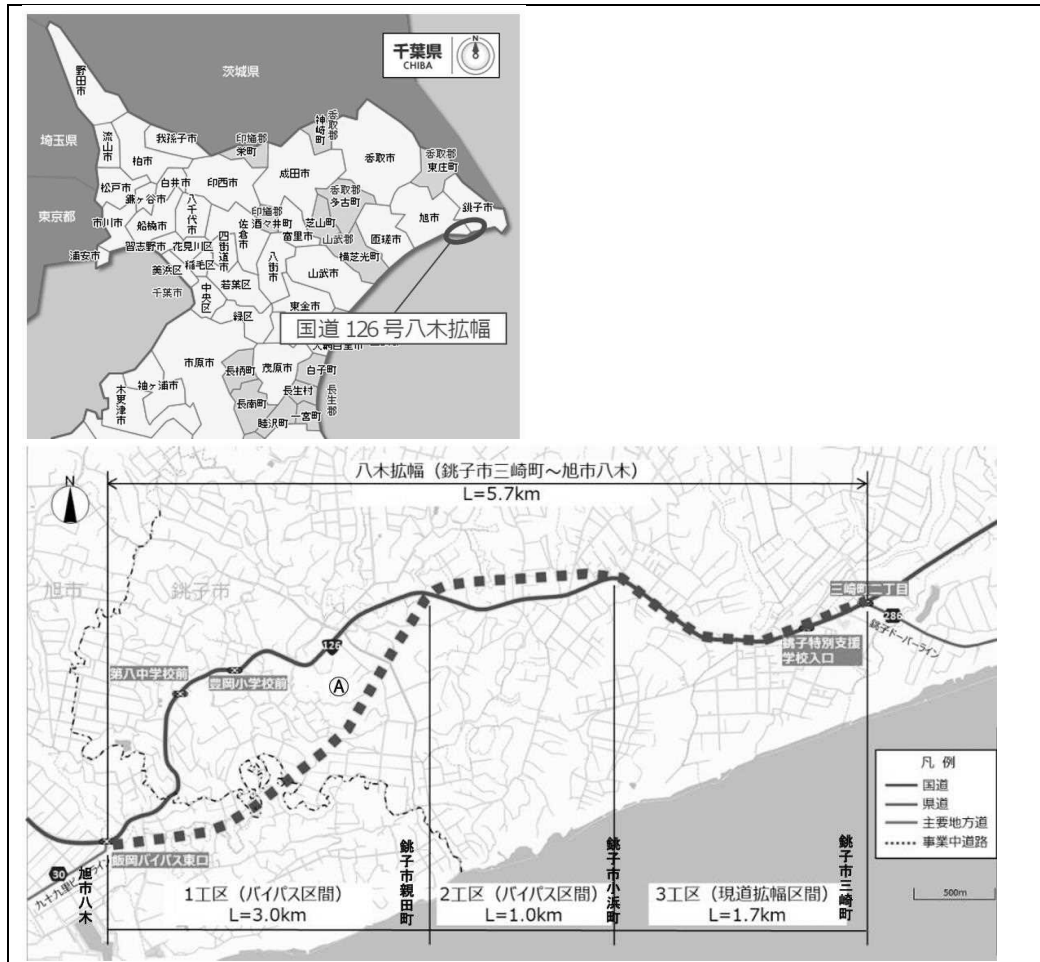 千葉県
CHIBA
N
茨城県
埼玉県
東京都
野田市
流山市
柏市
我孫子市
印旛郡
栄町
神崎町
香取郡
香取市
香取郡
東庄町
松戸市
鎌ヶ谷市
白井市
印西市
成田市
香取郡
多古町
銚子市
旭市
市川市
船橋市
八千代市
佐倉市
印旛郡
酒々井町
富里市
芝山町
山武郡
横芝光町
匝瑳市
浦安市
習志野市
花見川区
四街道市
八街市
山武市
美浜区
稲毛区
若葉区
千葉市
中央区
緑区
東金市
国道126号八木拡幅
市原市
長柄町
茂原市
白子町
木更津市
袖ヶ浦市
長南町
長生村
長生郡
睦沢町
一宮町
八木拡幅（銚子市三崎町～旭市八木）
L=5.7km
N
旭市
銚子市
三崎町二丁目
286
銚子ドーバーライン
銚子特別支援
学校入口
126
第八中学校前
豊岡小学校前
Ⓐ
飯岡バイパス東口
30
旭市八木
銚子市親田町
銚子市小浜町
銚子市三崎町
1工区（バイパス区間）
L=3.0km
2工区（バイパス区間）
L=1.0km
3工区（現道拡幅区間）
L=1.7km
凡 例
国道
県道
主要地方道
事業中道路
500m